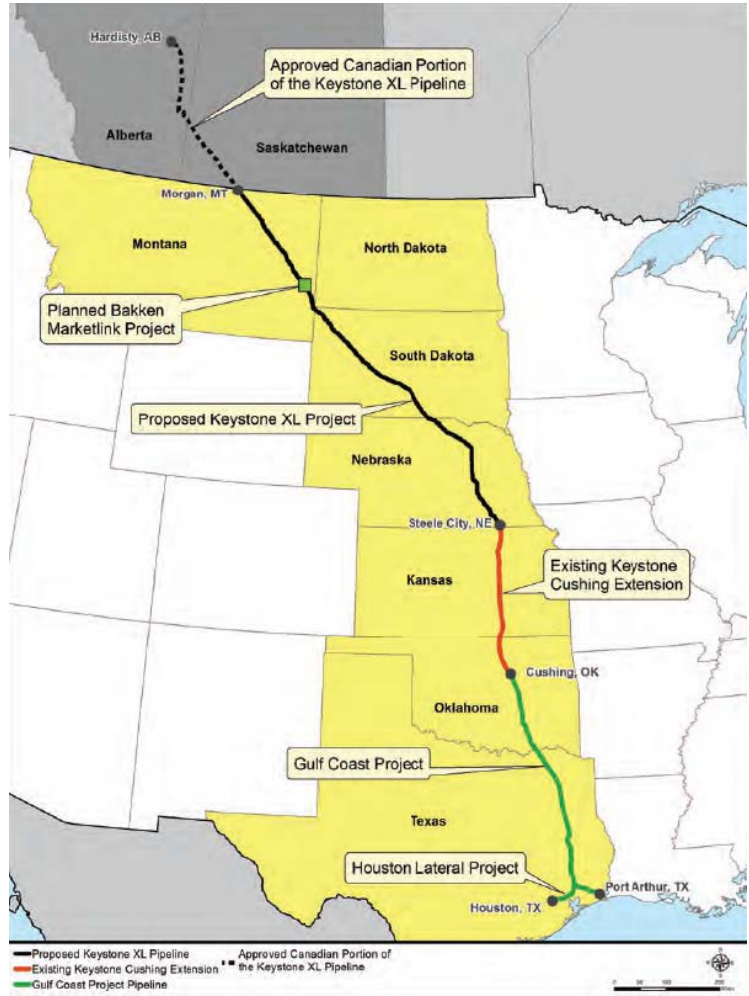 Hardisty, AB
Approved Canadian Portion
of the Keystone XL Pipeline
Alberta
Saskatchewan
Morgan, MT
Montana
North Dakota
Planned Bakken
Marketlink Project
South Dakota
Proposed Keystone XL Project
Nebraska
Steele City, NE
Existing Keystone
Cushing Extension
Kansas
Cushing, OK
Oklahoma
Gulf Coast Project
Texas
Houston Lateral Project
Port Arthur, TX
Houston, TX
Proposed Keystone XL Pipeline
Existing Keystone Cushing Extension
Gulf Coast Project Pipeline
Approved Canadian Portion of
the Keystone XL Pipeline